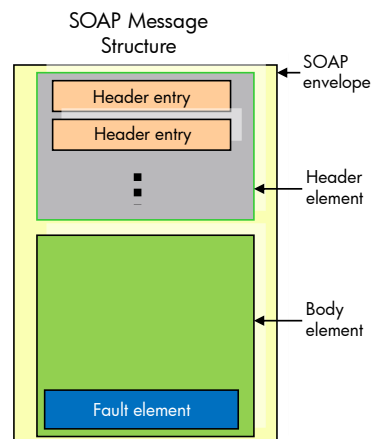 SOAP Message
Structure
SOAP
envelope
Header entry
Header entry
Header
element
Body
element
Fault element